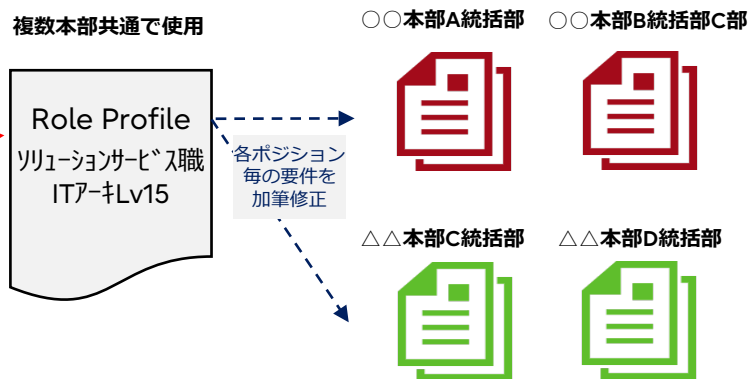 複数本部共通で使用
○○本部A統括部
○○本部B統括部C部
Role Profile
ｿﾘｭｰｼｮﾝｻｰﾋﾞｽ職
ITｱｰｷLv15
各ポジション
毎の要件を
加筆修正
△△本部C統括部
△△本部D統括部